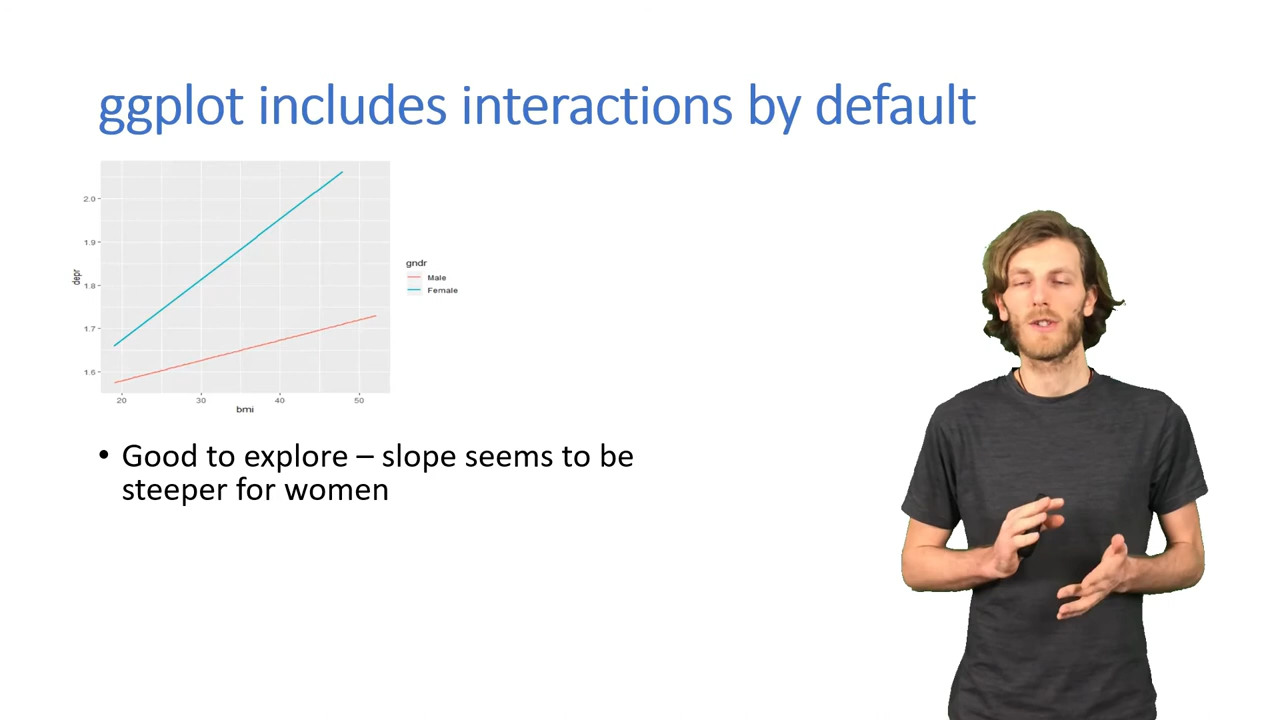 ggplot includes interactions by default
2.0
1.9
1.8
1.7
1.6
depr
20 30 40 50
bmi
gndr
Male
Female
• Good to explore – slope seems to be
steeper for women